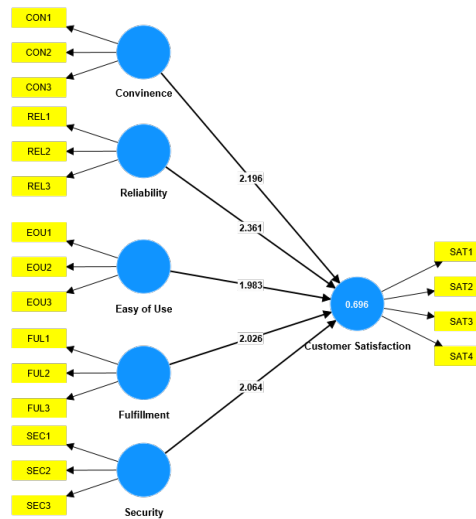 CON1
CON2
CON3
Convinence
REL1
REL2
REL3
Reliability
EOU1
EOU2
EOU3
Easy of Use
FUL1
FUL2
FUL3
Fulfillment
SEC1
SEC2
SEC3
Security
2.196
2.361
1.983
2.026
2.064
0.696
Customer Satisfaction
SAT1
SAT2
SAT3
SAT4